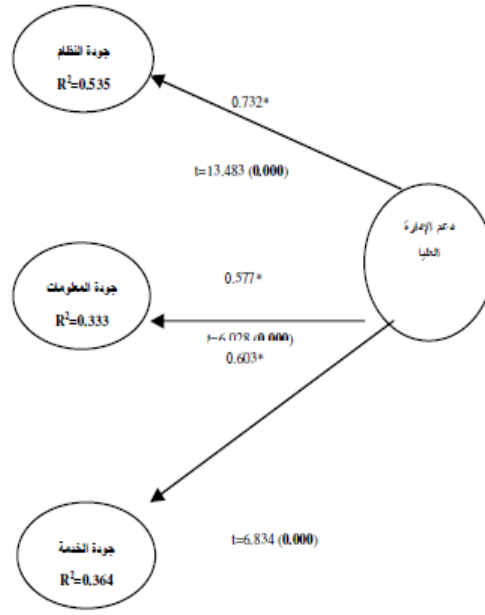 جودة النظام
R²=0.535
0.732*
t=13.483 (0.000)
دعم الإدارة
العليا
0.577*
جودة المعلومات
R²=0.333
t=6.028 (0.000)
0.603*
جودة الخدمة
R²=0.364
t=6.834 (0.000)